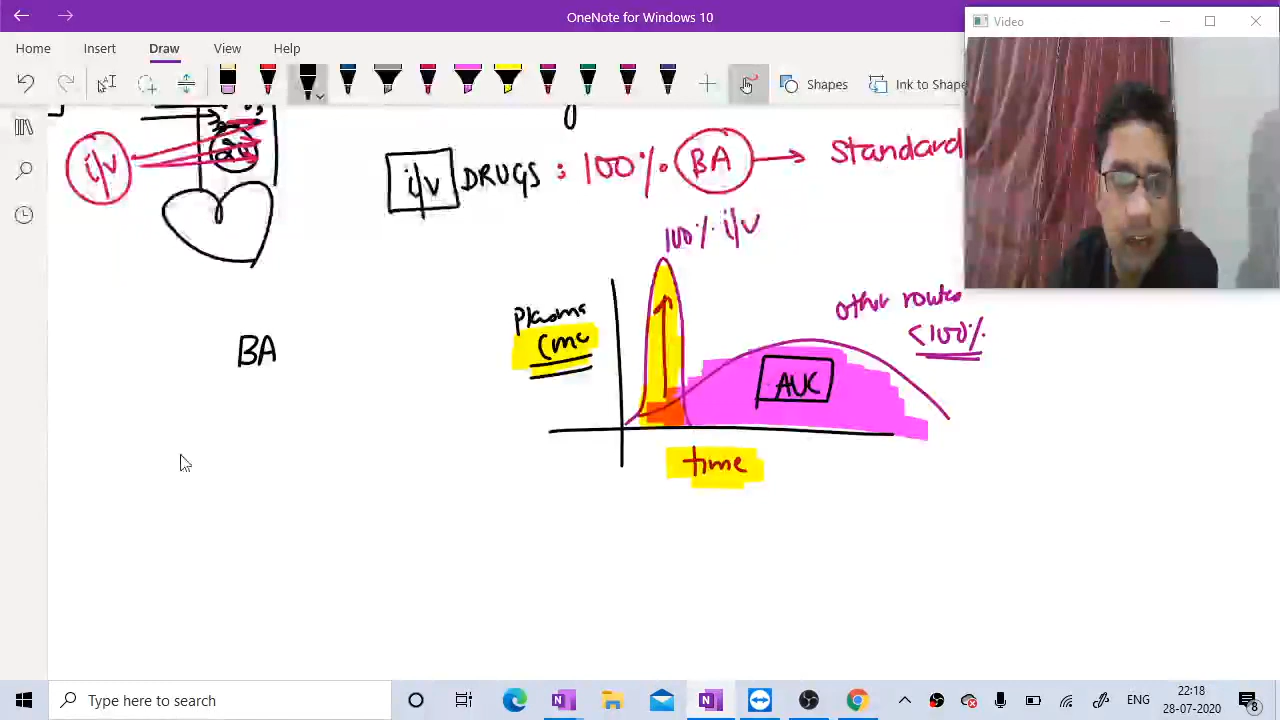 OneNote for Windows 10
Video
Home Insert Draw View Help
Shapes
Ink to Shape
i/v
i/v DRUGS : 100% BA → Standard
100% i/v
Plasma
Cmc
other routes
<100%
AUC
BA
time
Type here to search
ENG
22:18
28-07-2020
8